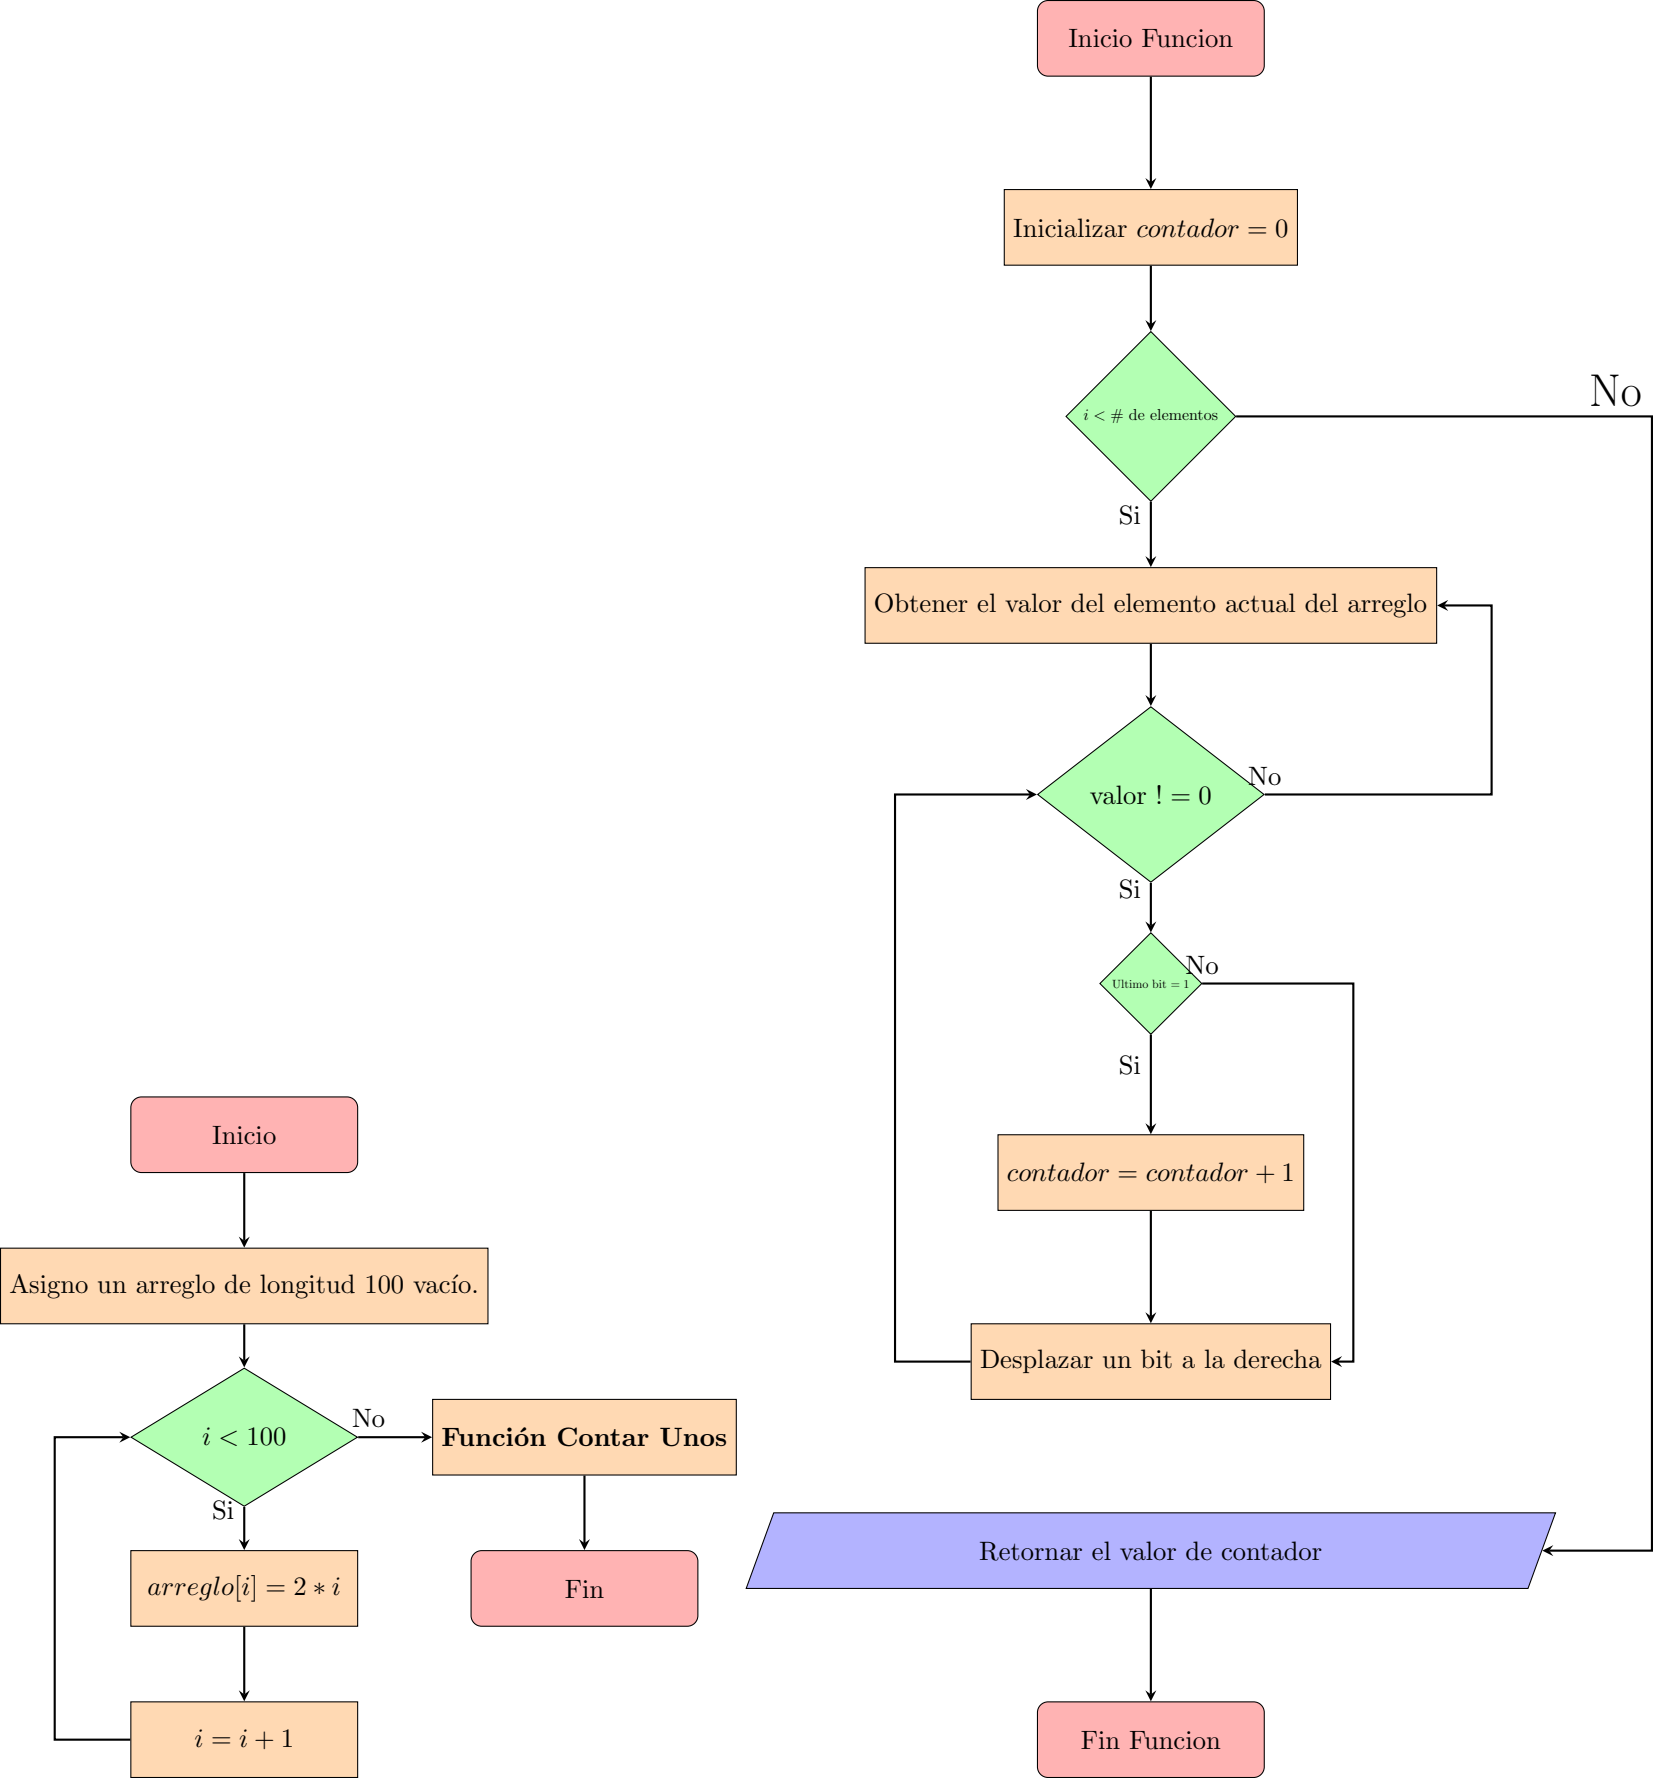 Inicio Funcion
Inicializar contador = 0
i < # de elementos
No
Si
Obtener el valor del elemento actual del arreglo
valor ! = 0
No
Si
Ultimo bit = 1
No
Si
contador = contador + 1
Desplazar un bit a la derecha
Retornar el valor de contador
Fin Funcion
Inicio
Asigno un arreglo de longitud 100 vacío.
i < 100
No
Función Contar Unos
Si
Fin
arreglo[i] = 2 ∗ i
i = i + 1